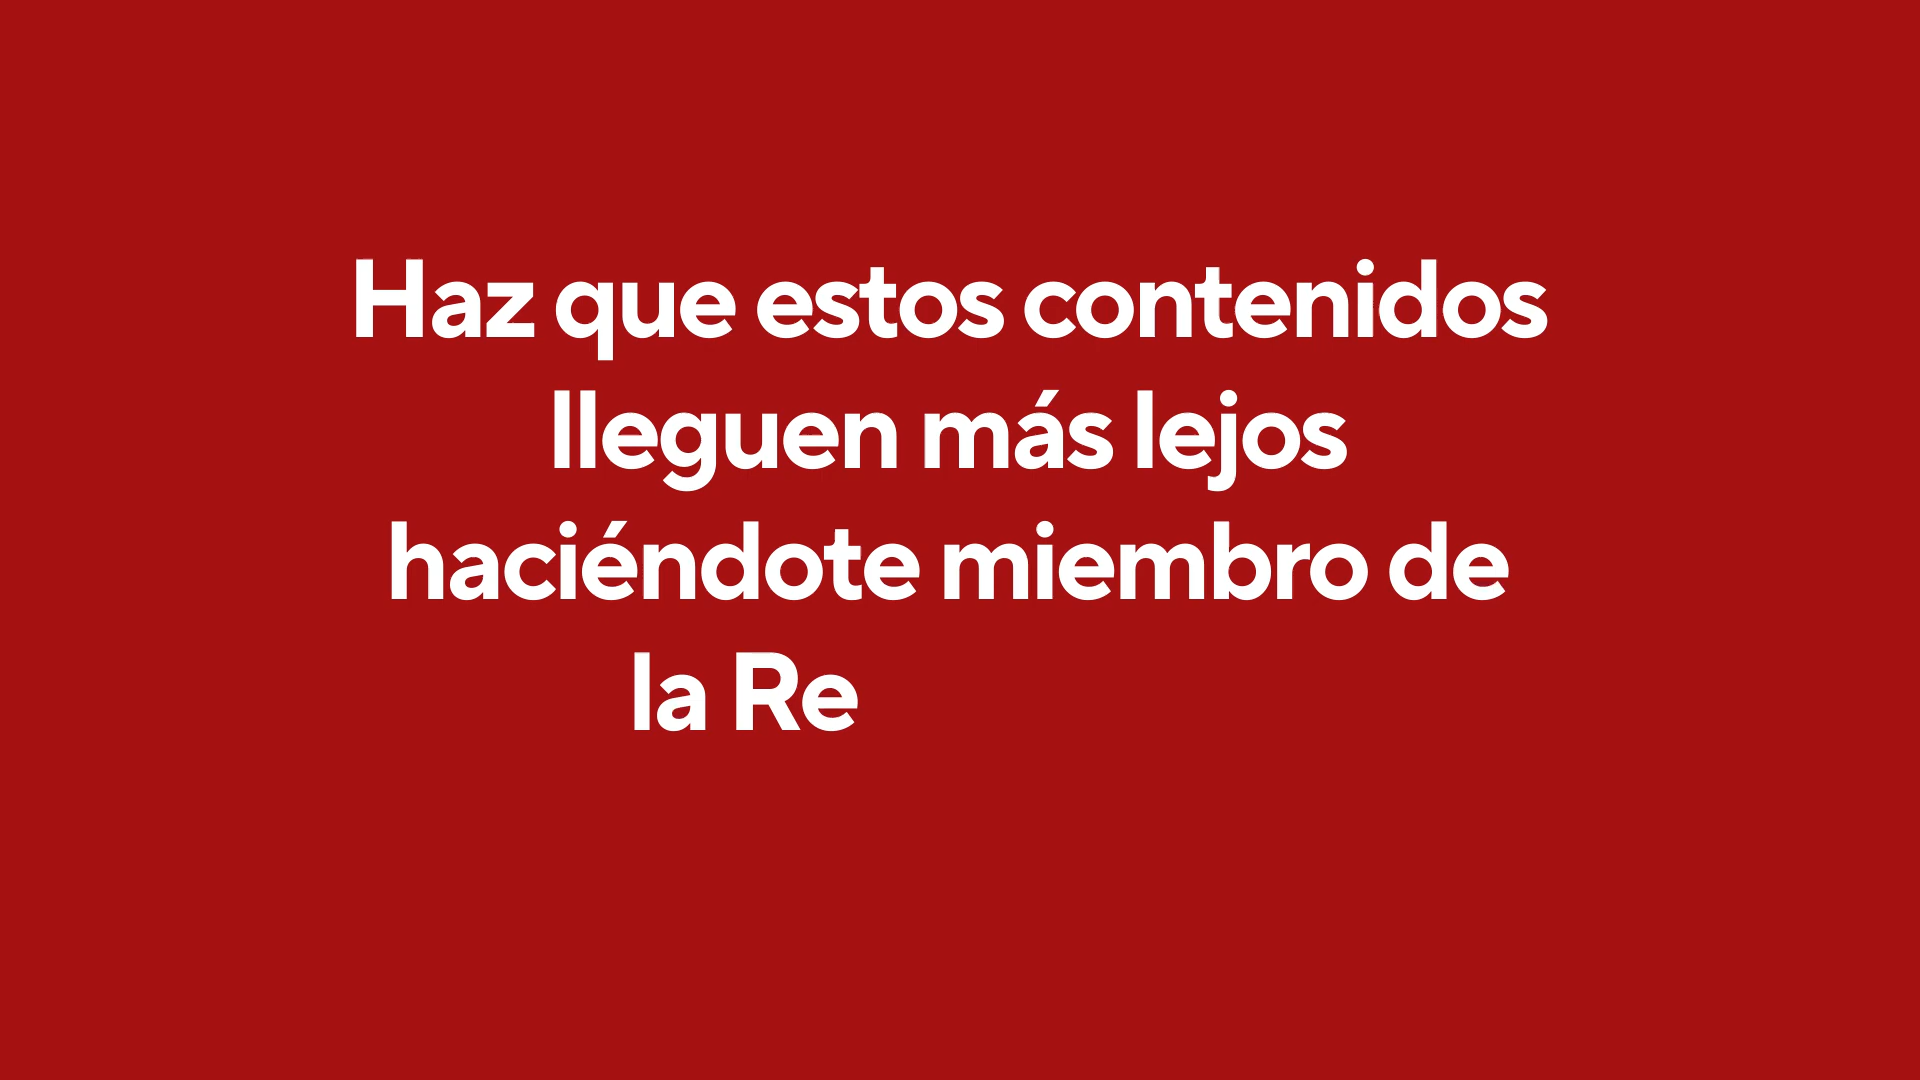 Haz que estos contenidos
lleguen más lejos
haciéndote miembro de
la Re